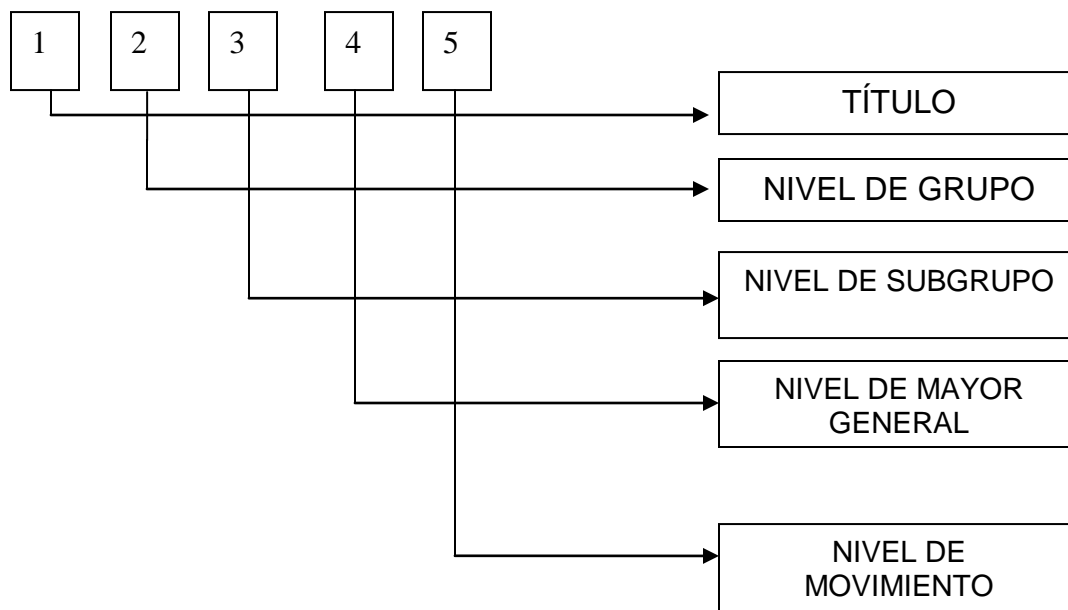 1 2 3 4 5
TÍTULO
NIVEL DE GRUPO
NIVEL DE SUBGRUPO
NIVEL DE MAYOR
GENERAL
NIVEL DE
MOVIMIENTO